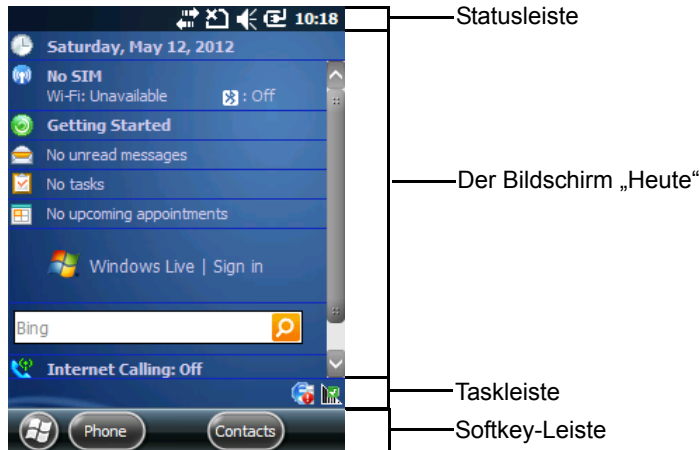 10:18
Statusleiste
Saturday, May 12, 2012
No SIM
Wi-Fi: Unavailable : Off
Getting Started
No unread messages
No tasks
Der Bildschirm „Heute“
No upcoming appointments
Windows Live | Sign in
Bing
Internet Calling: Off
Taskleiste
Phone Contacts
Softkey-Leiste